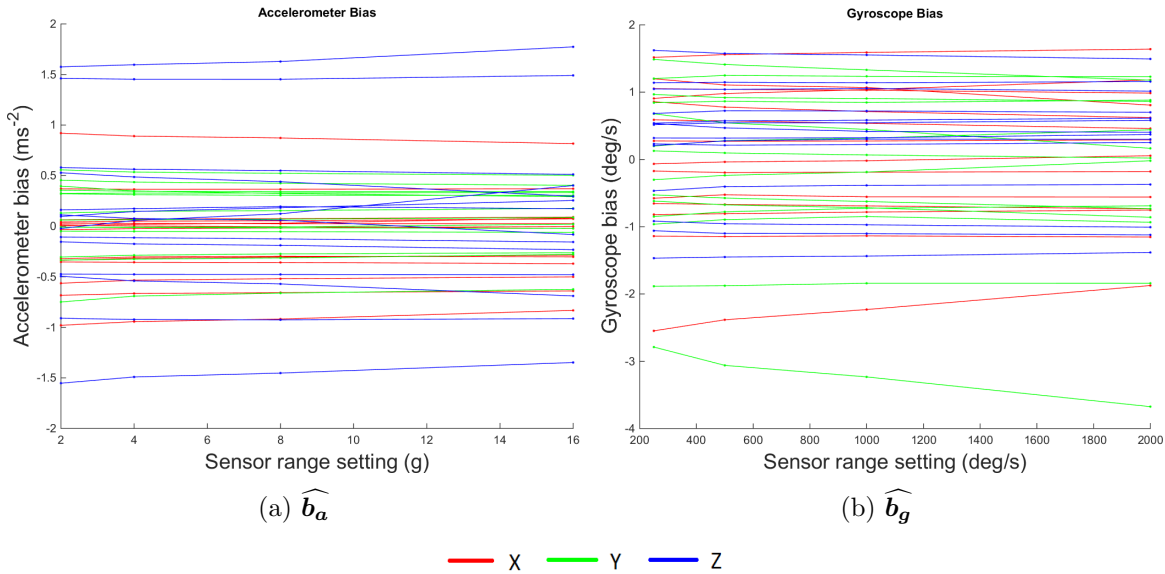 Accelerometer Bias
2
1.5
1
0.5
0
-0.5
-1
-1.5
-2
Accelerometer bias (ms-2)
2 4 6 8 10 12 14 16
Sensor range setting (g)
(a) b̂a
Gyroscope Bias
2
1
0
-1
-2
-3
-4
Gyroscope bias (deg/s)
200 400 600 800 1000 1200 1400 1600 1800 2000
Sensor range setting (deg/s)
(b) b̂g
X Y Z